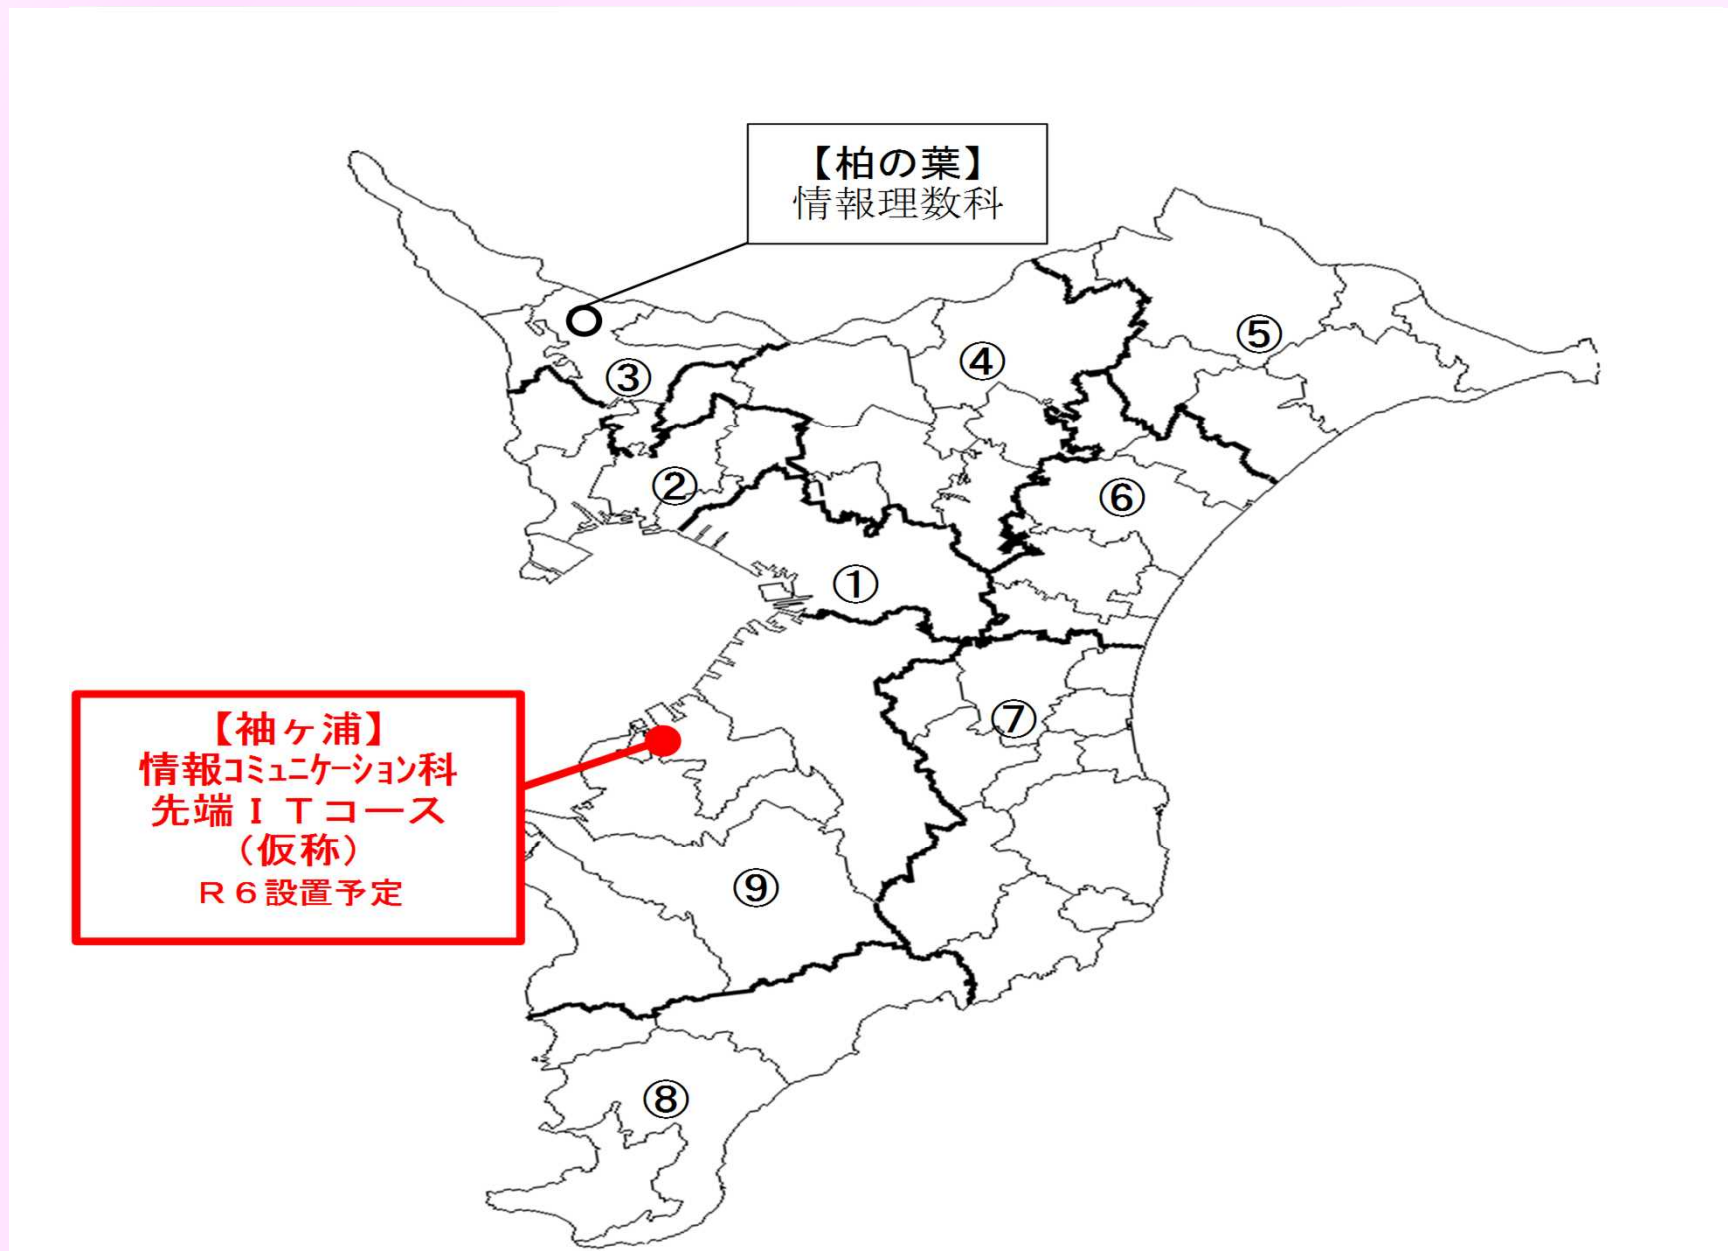 【柏の葉】
情報理数科
⑤
④
③
②
⑥
①
⑦
【袖ヶ浦】
情報ｺﾐｭﾆｹｰｼｮﾝ科
先端ＩＴコース
（仮称）
Ｒ６設置予定
⑨
⑧